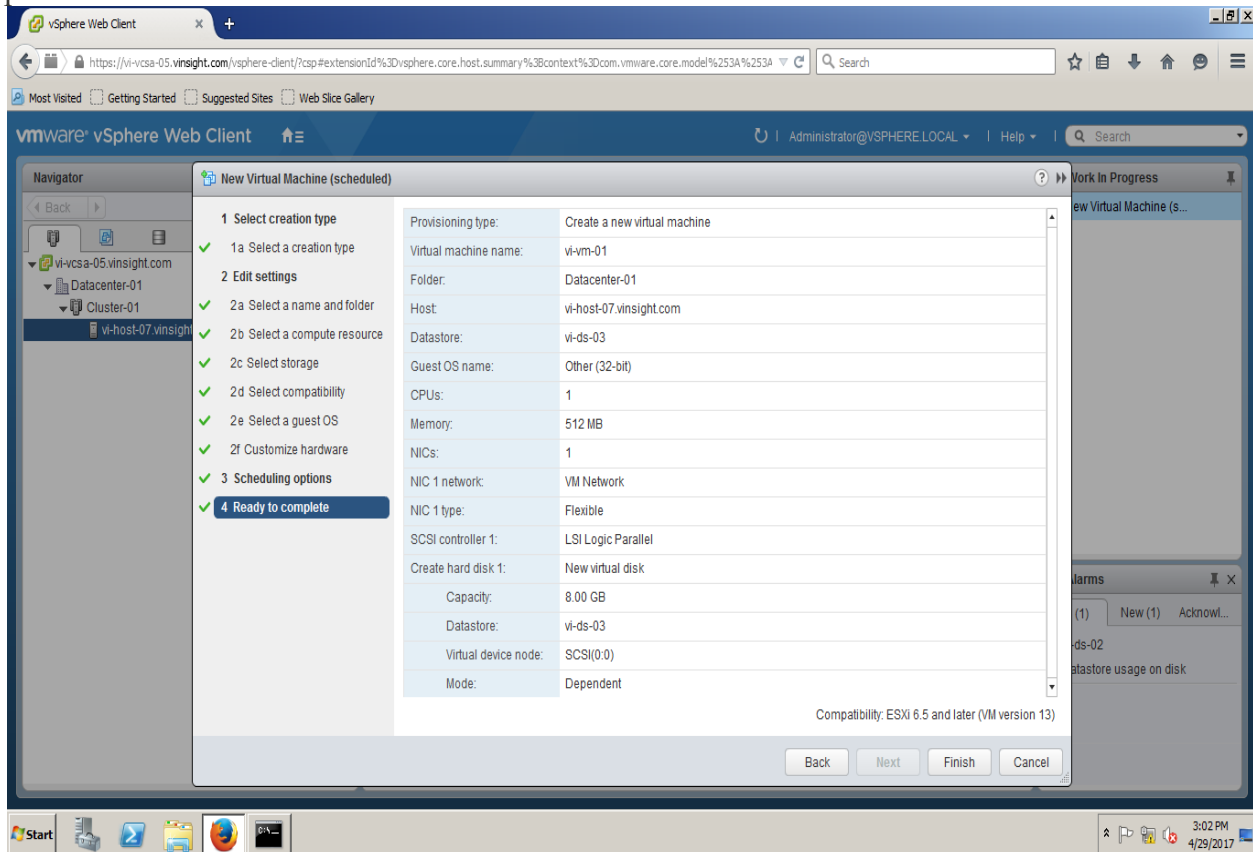 vSphere Web Client
https://vi-vcsa-05.vinsight.com/vsphere-client/?csp#extensionId%3Dvsphere.core.host.summary%3Bcontext%3Dcom.vmware.core.model%253A%253A
Search
Most Visited Getting Started Suggested Sites Web Slice Gallery
vmware® vSphere Web Client
Administrator@VSPHERE.LOCAL Help Search
Navigator
Back
vi-vcsa-05.vinsight.com
Datacenter-01
Cluster-01
vi-host-07.vinsight
New Virtual Machine (scheduled)
1 Select creation type
1a Select a creation type
2 Edit settings
2a Select a name and folder
2b Select a compute resource
2c Select storage
2d Select compatibility
2e Select a guest OS
2f Customize hardware
3 Scheduling options
4 Ready to complete
Provisioning type: Create a new virtual machine
Virtual machine name: vi-vm-01
Folder: Datacenter-01
Host: vi-host-07.vinsight.com
Datastore: vi-ds-03
Guest OS name: Other (32-bit)
CPUs: 1
Memory: 512 MB
NICs: 1
NIC 1 network: VM Network
NIC 1 type: Flexible
SCSI controller 1: LSI Logic Parallel
Create hard disk 1: New virtual disk
Capacity: 8.00 GB
Datastore: vi-ds-03
Virtual device node: SCSI(0:0)
Mode: Dependent
Compatibility: ESXi 6.5 and later (VM version 13)
Back Next Finish Cancel
Work In Progress
ew Virtual Machine (s...
larms
(1) New (1) Acknowl...
-ds-02
atastore usage on disk
Start
3:02 PM
4/29/2017